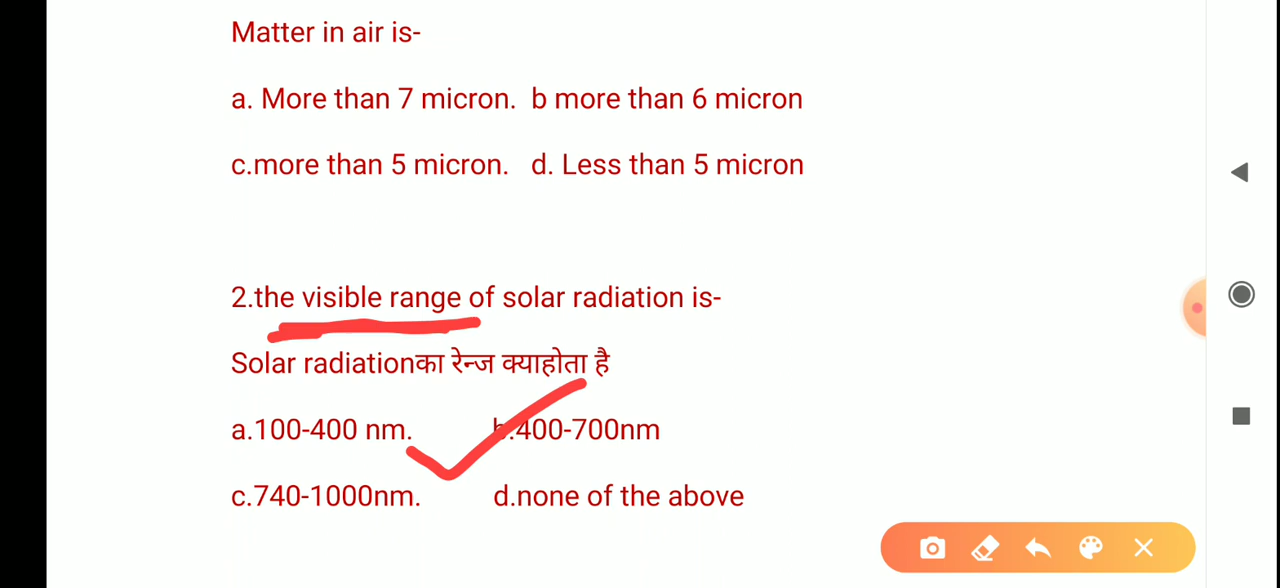 Matter in air is-
a. More than 7 micron. b more than 6 micron
c.more than 5 micron. d. Less than 5 micron
2.the visible range of solar radiation is-
Solar radiationका रेन्ज क्याहोता है
a.100-400 nm. b.400-700nm
c.740-1000nm. d.none of the above